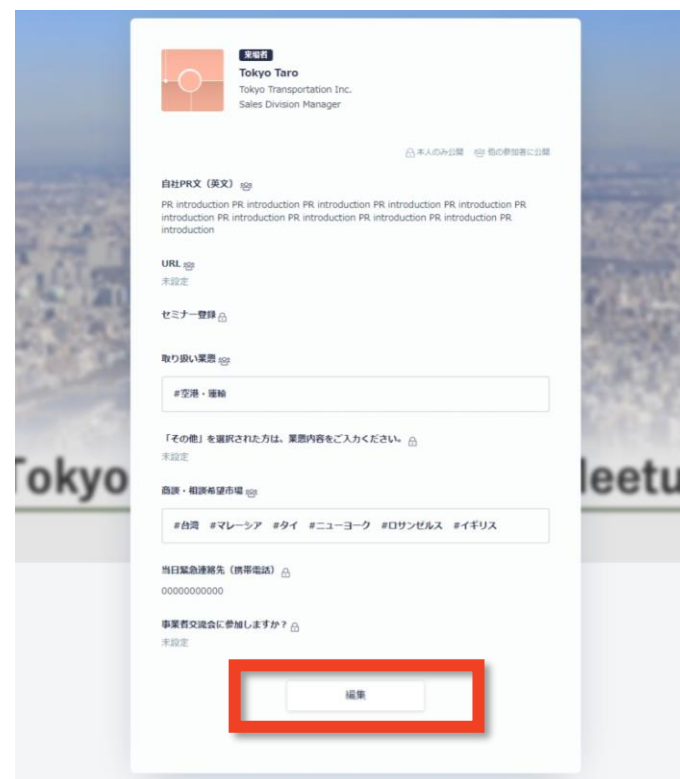 来場者
Tokyo Taro
Tokyo Transportation Inc.
Sales Division Manager
本人のみ公開 他の参加者に公開
自社PR文（英文）
PR introduction PR introduction PR introduction PR introduction PR introduction PR
introduction PR introduction PR introduction PR introduction PR introduction PR
introduction
URL
未設定
セミナー登録
取り扱い業態
#空港・運輸
「その他」を選択された方は、業態内容をご入力ください。
未設定
okyo
leetu
商談・相談希望市場
#台湾 #マレーシア #タイ #ニューヨーク #ロサンゼルス #イギリス
当日緊急連絡先（携帯電話）
00000000000
事業者交流会に参加しますか？
未設定
編集